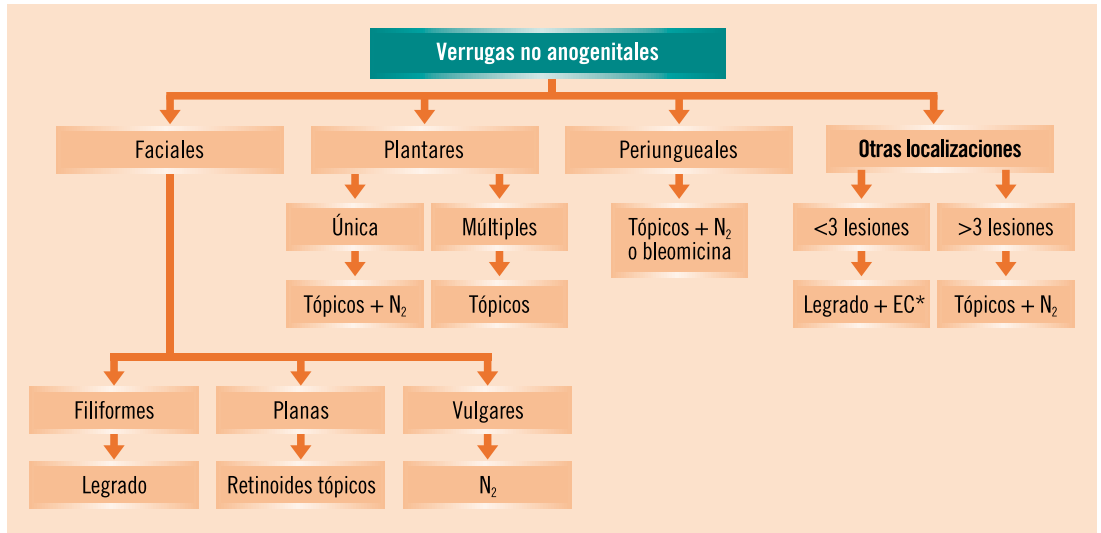 Verrugas no anogenitales
Faciales
Plantares
Periungueales
Otras localizaciones
Única
Múltiples
Tópicos + N₂
o bleomicina
<3 lesiones
>3 lesiones
Tópicos + N₂
Tópicos
Legrado + EC*
Tópicos + N₂
Filiformes
Planas
Vulgares
Legrado
Retinoides tópicos
N₂